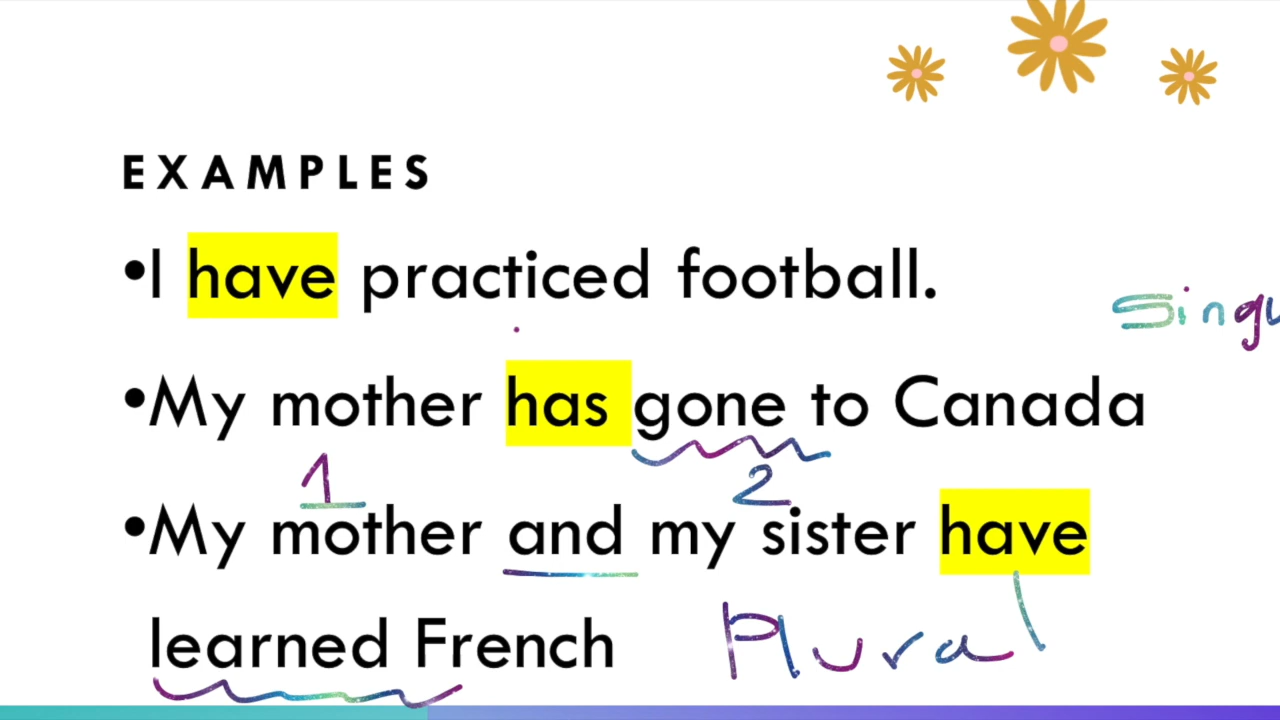 EXAMPLES
•I have practiced football.
Singu
•My mother has gone to Canada
1 2
•My mother and my sister have
learned French
Plural